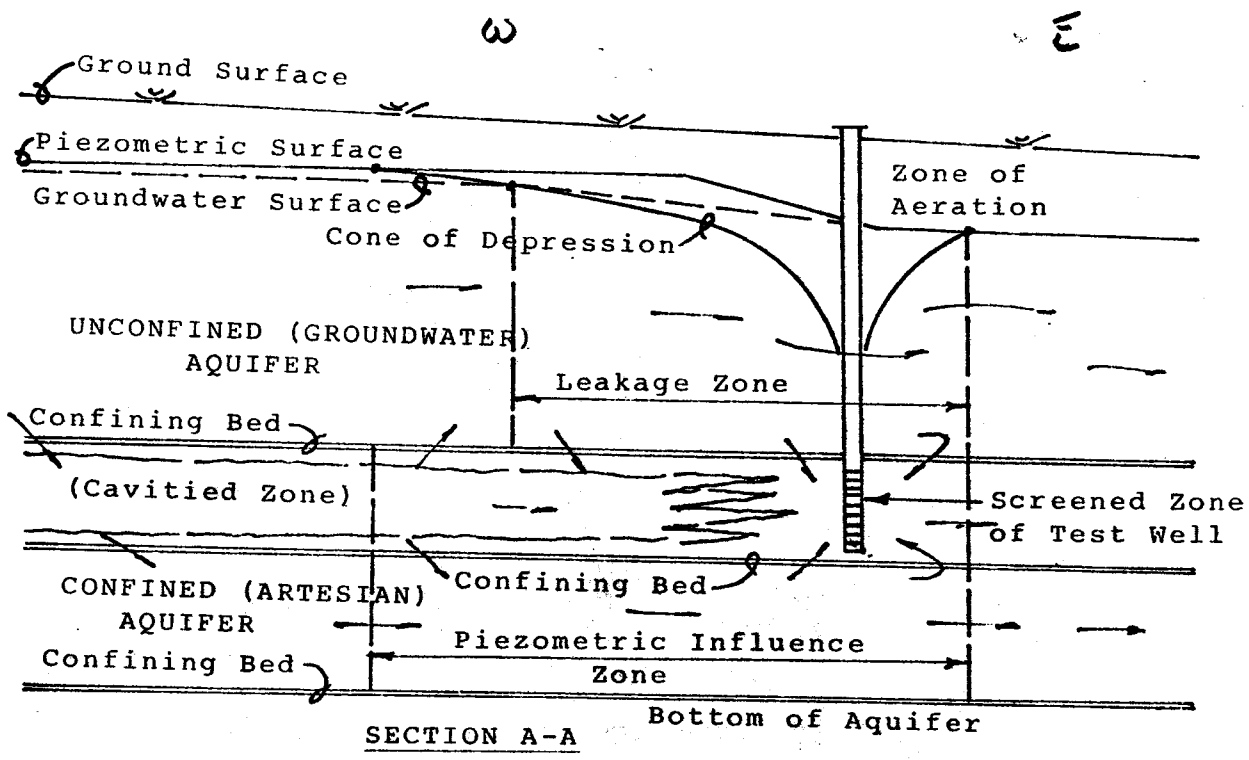 W E
Ground Surface
Piezometric Surface
Zone of
Aeration
Groundwater Surface
Cone of Depression
UNCONFINED (GROUNDWATER)
AQUIFER
Leakage Zone
Confining Bed
(Cavitied Zone)
Screened Zone
of Test Well
Confining Bed
CONFINED (ARTESIAN)
AQUIFER
Piezometric Influence
Zone
Confining Bed
Bottom of Aquifer
SECTION A-A